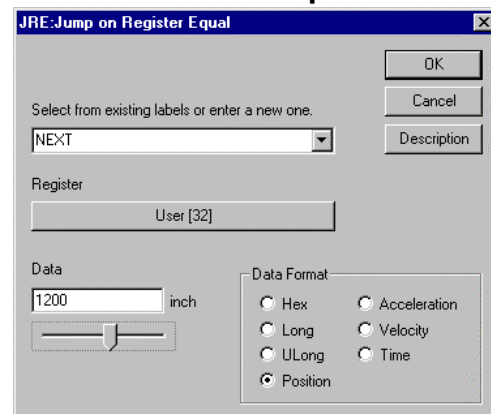 JRE:Jump on Register Equal
OK
Select from existing labels or enter a new one.
Cancel
NEXT
Description
Register
User [32]
Data
1200 inch
Data Format
Hex
Acceleration
Long
Velocity
ULong
Time
Position